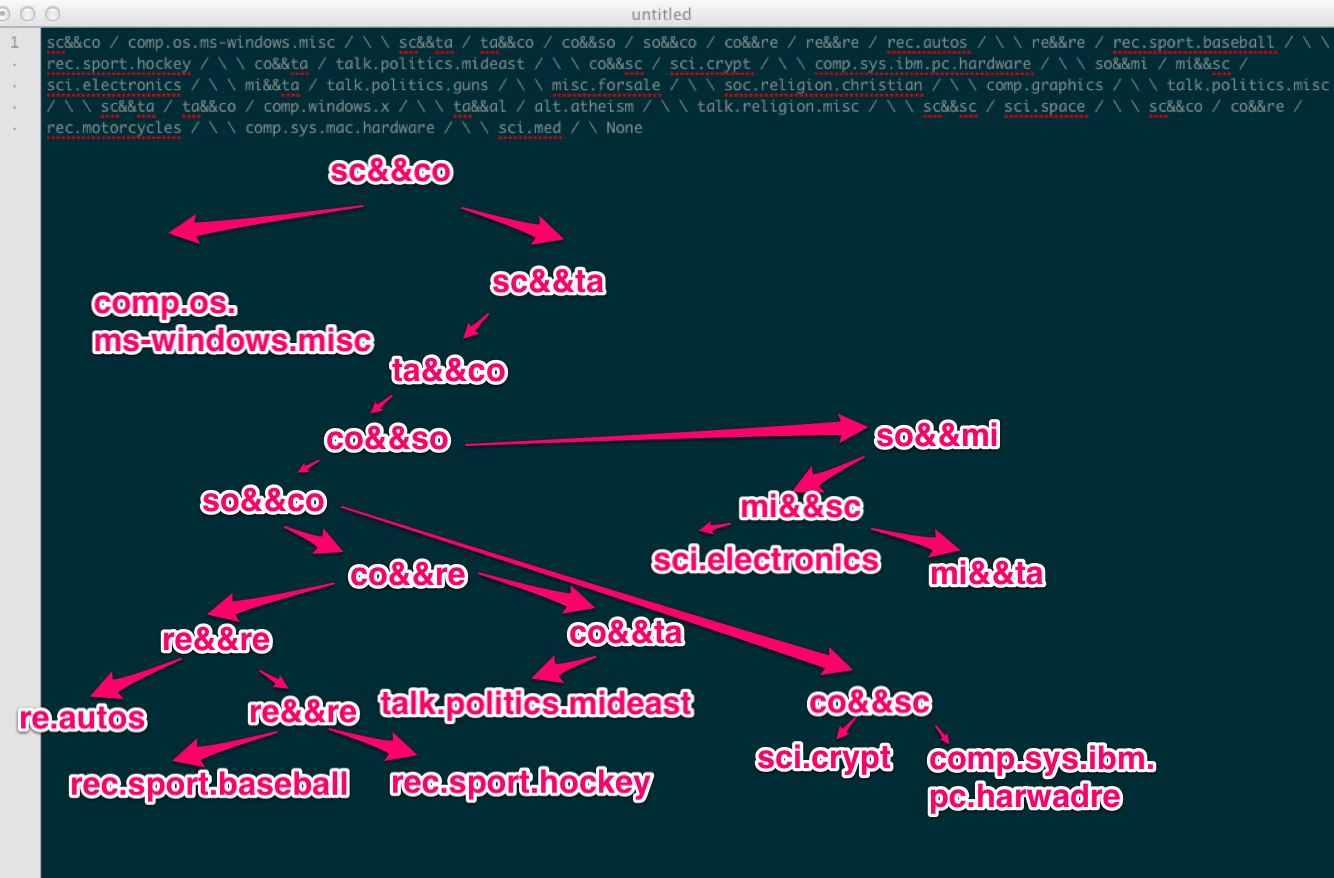 untitled
1 sc&&co / comp.os.ms-windows.misc / \ \ sc&&ta / ta&&co / co&&so / so&&co / co&&re / re&&re / rec.autos / \ \ re&&re / rec.sport.baseball / \ \
rec.sport.hockey / \ \ co&&ta / talk.politics.mideast / \ \ co&&sc / sci.crypt / \ \ comp.sys.ibm.pc.hardware / \ \ so&&mi / mi&&sc /
sci.electronics / \ \ mi&&ta / talk.politics.guns / \ \ misc.forsale / \ \ soc.religion.christian / \ \ comp.graphics / \ \ talk.politics.misc
/ \ \ sc&&ta / ta&&co / comp.windows.x / \ \ ta&&al / alt.atheism / \ \ talk.religion.misc / \ \ sc&&sc / sci.space / \ \ sc&&co / co&&re /
rec.motorcycles / \ \ comp.sys.mac.hardware / \ \ sci.med / \ None
sc&&co
sc&&ta
comp.os.
ms-windows.misc
ta&&co
co&&so
so&&mi
so&&co
mi&&sc
sci.electronics
mi&&ta
co&&re
re&&re
co&&ta
re.autos
re&&re
talk.politics.mideast
co&&sc
rec.sport.baseball
rec.sport.hockey
sci.crypt
comp.sys.ibm.
pc.harwadre